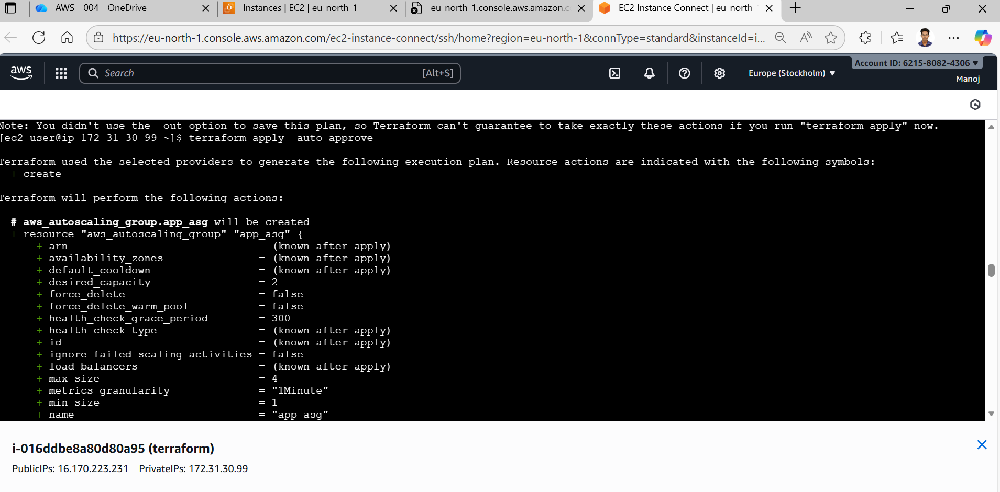 AWS - 004 - OneDrive
Instances | EC2 | eu-north-1
eu-north-1.console.aws.amazon.c
EC2 Instance Connect | eu-north-
https://eu-north-1.console.aws.amazon.com/ec2-instance-connect/ssh/home?region=eu-north-1&connType=standard&instanceId=i...
aws
Search
[Alt+S]
Europe (Stockholm)
Account ID: 6215-8082-4306
Manoj
Note: You didn't use the -out option to save this plan, so Terraform can't guarantee to take exactly these actions if you run "terraform apply" now.
[ec2-user@ip-172-31-30-99 ~]$ terraform apply -auto-approve
Terraform used the selected providers to generate the following execution plan. Resource actions are indicated with the following symbols:
+ create
Terraform will perform the following actions:
# aws_autoscaling_group.app_asg will be created
+ resource "aws_autoscaling_group" "app_asg" {
+ arn = (known after apply)
+ availability_zones = (known after apply)
+ default_cooldown = (known after apply)
+ desired_capacity = 2
+ force_delete = false
+ force_delete_warm_pool = false
+ health_check_grace_period = 300
+ health_check_type = (known after apply)
+ id = (known after apply)
+ ignore_failed_scaling_activities = false
+ load_balancers = (known after apply)
+ max_size = 4
+ metrics_granularity = "1Minute"
+ min_size = 1
+ name = "app-asg"
i-016ddbe8a80d80a95 (terraform)
PublicIPs: 16.170.223.231 PrivateIPs: 172.31.30.99